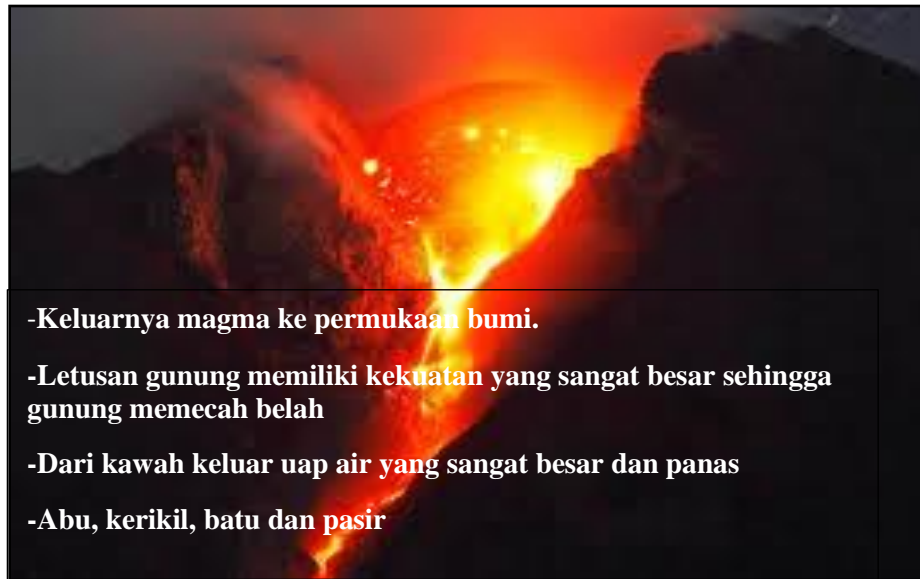 -Keluarnya magma ke permukaan bumi.
-Letusan gunung memiliki kekuatan yang sangat besar sehingga
gunung memecah belah
-Dari kawah keluar uap air yang sangat besar dan panas
-Abu, kerikil, batu dan pasir